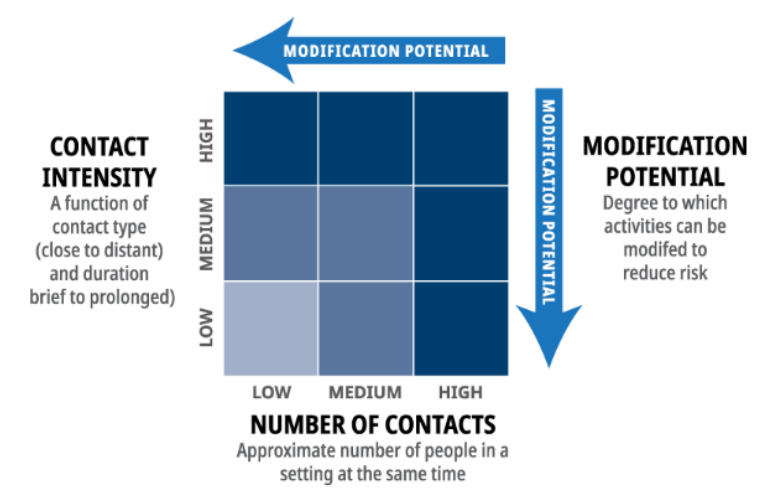 MODIFICATION POTENTIAL
CONTACT
INTENSITY
A function of
contact type
(close to distant)
and duration
brief to prolonged)
HIGH
MEDIUM
LOW
MODIFICATION POTENTIAL
MODIFICATION
POTENTIAL
Degree to which
activities can be
modifed to
reduce risk
LOW MEDIUM HIGH
NUMBER OF CONTACTS
Approximate number of people in a
setting at the same time